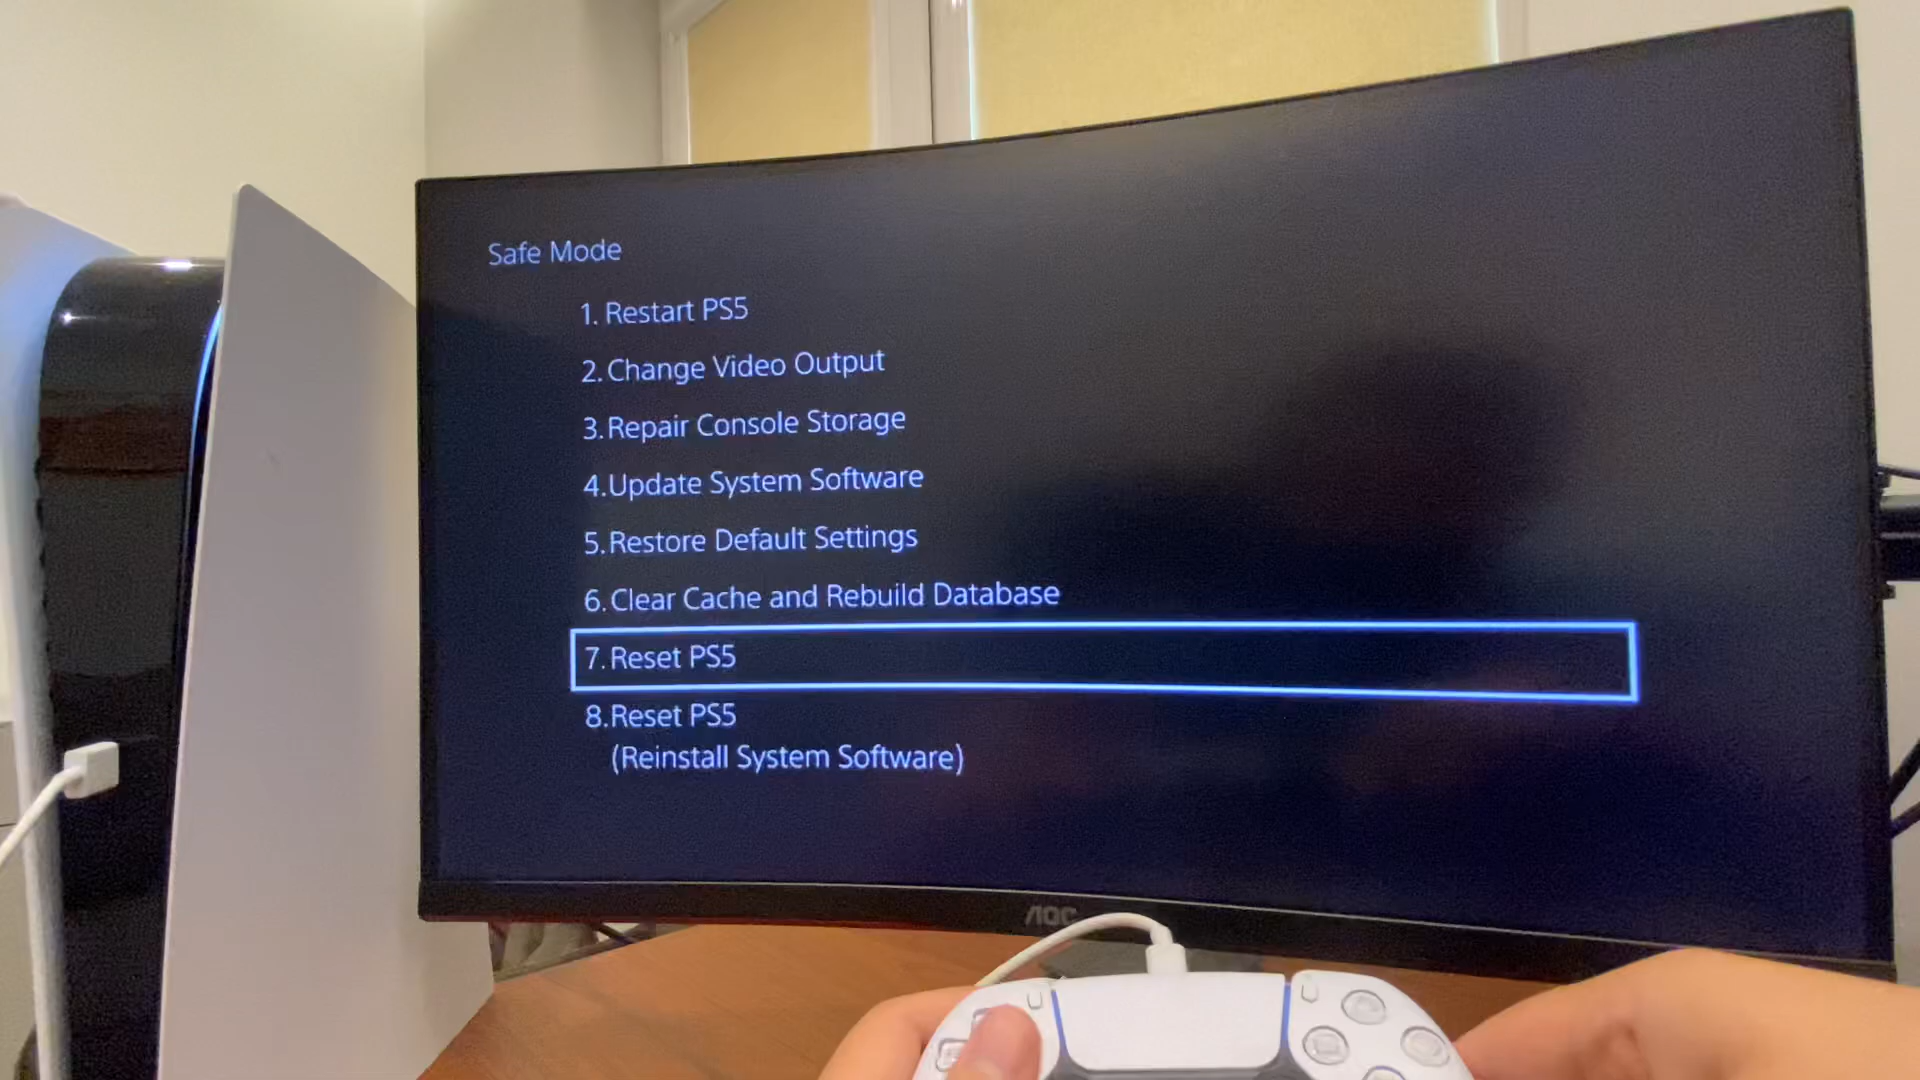 Safe Mode
1. Restart PS5
2. Change Video Output
3. Repair Console Storage
4. Update System Software
5. Restore Default Settings
6. Clear Cache and Rebuild Database
7. Reset PS5
8. Reset PS5
(Reinstall System Software)
AOC